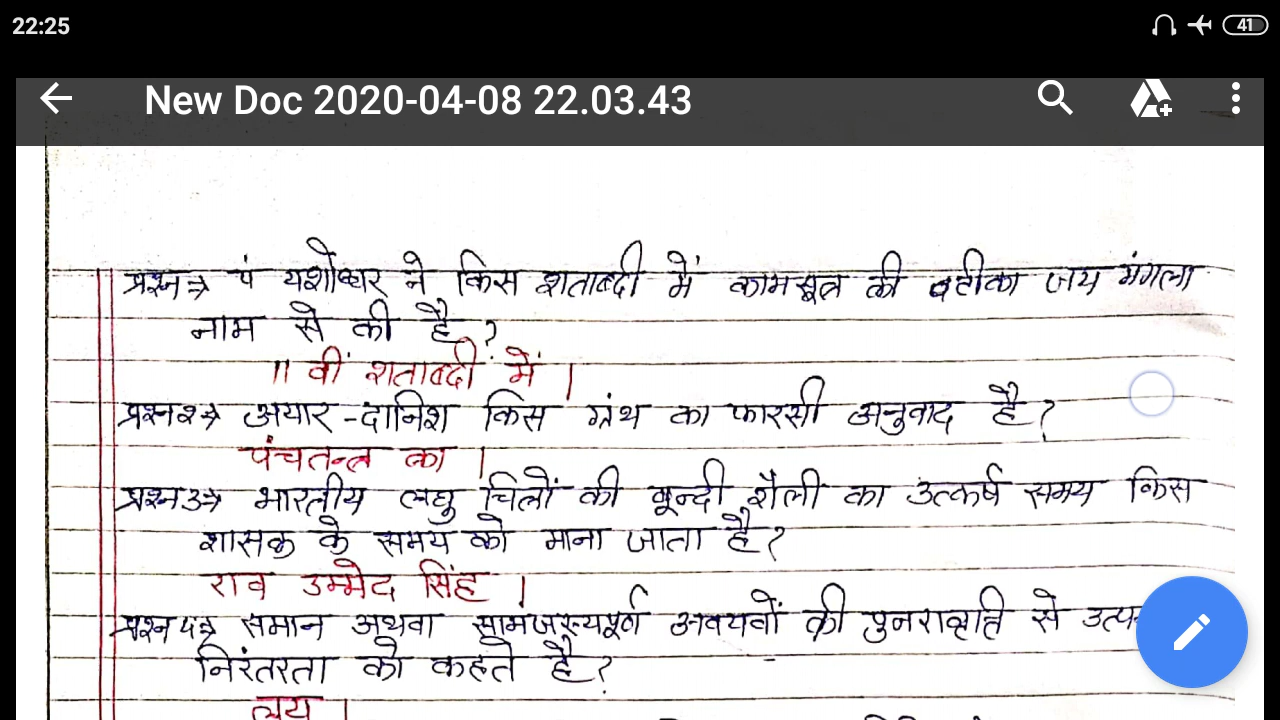 22:25
41
New Doc 2020-04-08 22.03.43
प्रश्न1→ पं यशोधर ने किस शताब्दी में कामसूत्र की टीका जय मंगला
नाम से की है?
11 वीं शताब्दी में |
प्रश्न2→ अयार-दानिश किस ग्रंथ का फारसी अनुवाद है?
पंचतन्त्र का |
प्रश्न3→ भारतीय लघु चित्रों की बून्दी शैली का उत्कर्ष समय किस
शासक के समय को माना जाता है?
राव उम्मेद सिंह |
प्रश्न4→ समान अथवा सामंजस्यपूर्ण अवयवों की पुनरावृत्ति से
निरंतरता को कहते है?
लय |